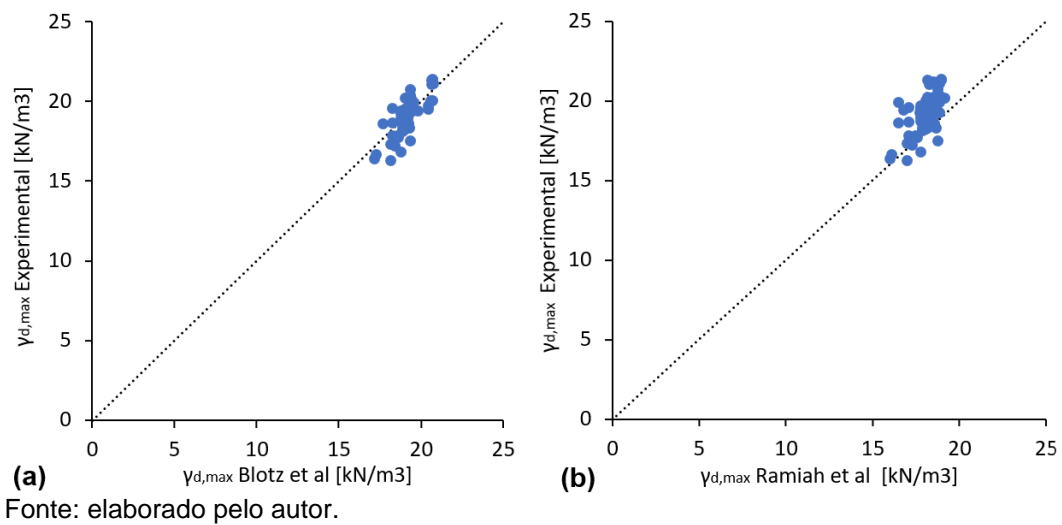 25
20
15
10
5
0
γd,max Experimental [kN/m3]
0 5 10 15 20 25
(a) γd,max Blotz et al [kN/m3]
25
20
15
10
5
0
γd,max Experimental [kN/m3]
0 5 10 15 20 25
(b) γd,max Ramiah et al [kN/m3]
Fonte: elaborado pelo autor.